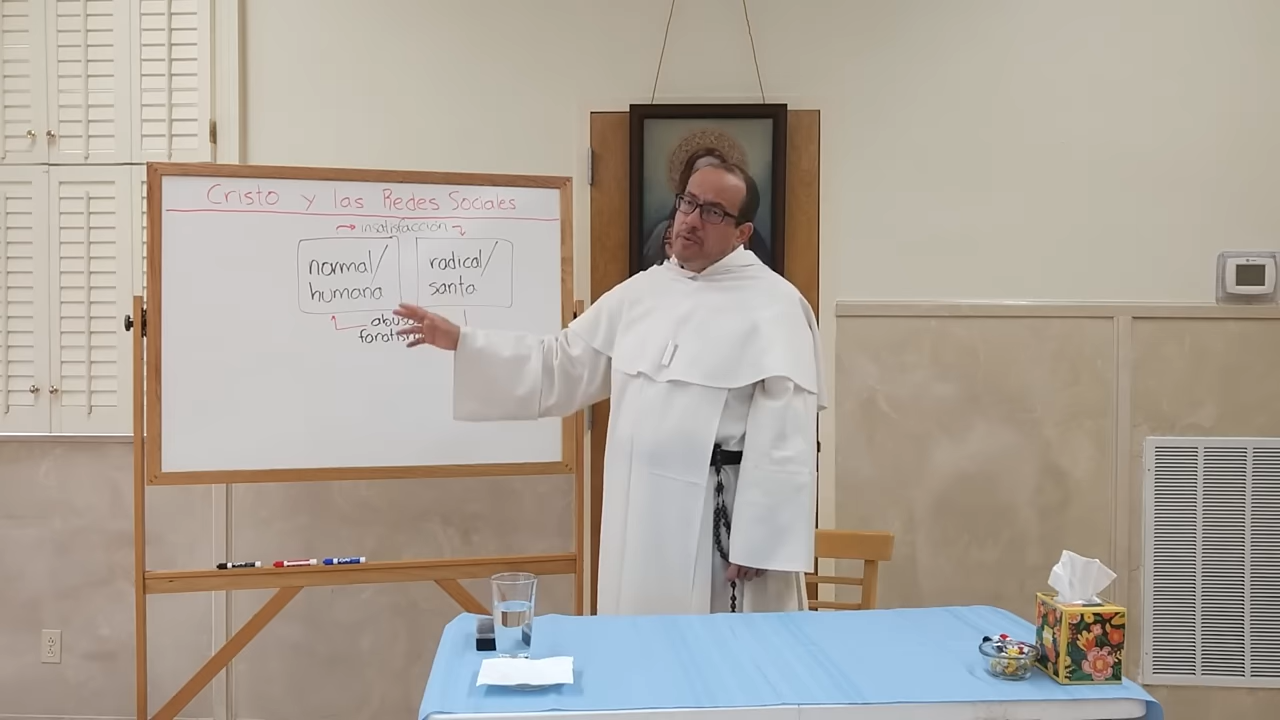 Cristo y las Redes Sociales
insatisfacción
normal/
humana
radical/
santa